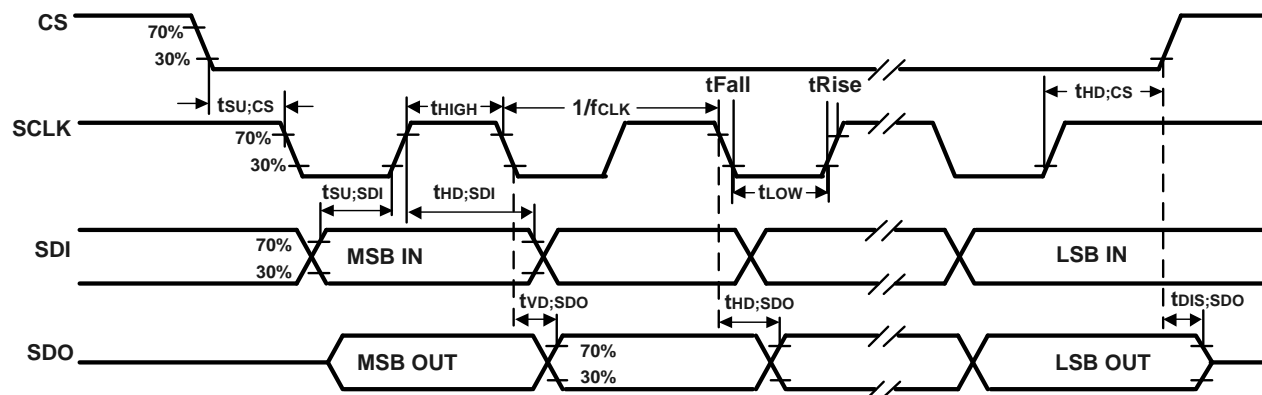 CS
70%
30%
tFall
tRise
tSU;CS
tHIGH
1/fCLK
tHD;CS
SCLK
70%
30%
tSU;SDI
tHD;SDI
tLOW
SDI
70%
30%
MSB IN
LSB IN
tVD;SDO
tHD;SDO
tDIS;SDO
SDO
MSB OUT
70%
30%
LSB OUT